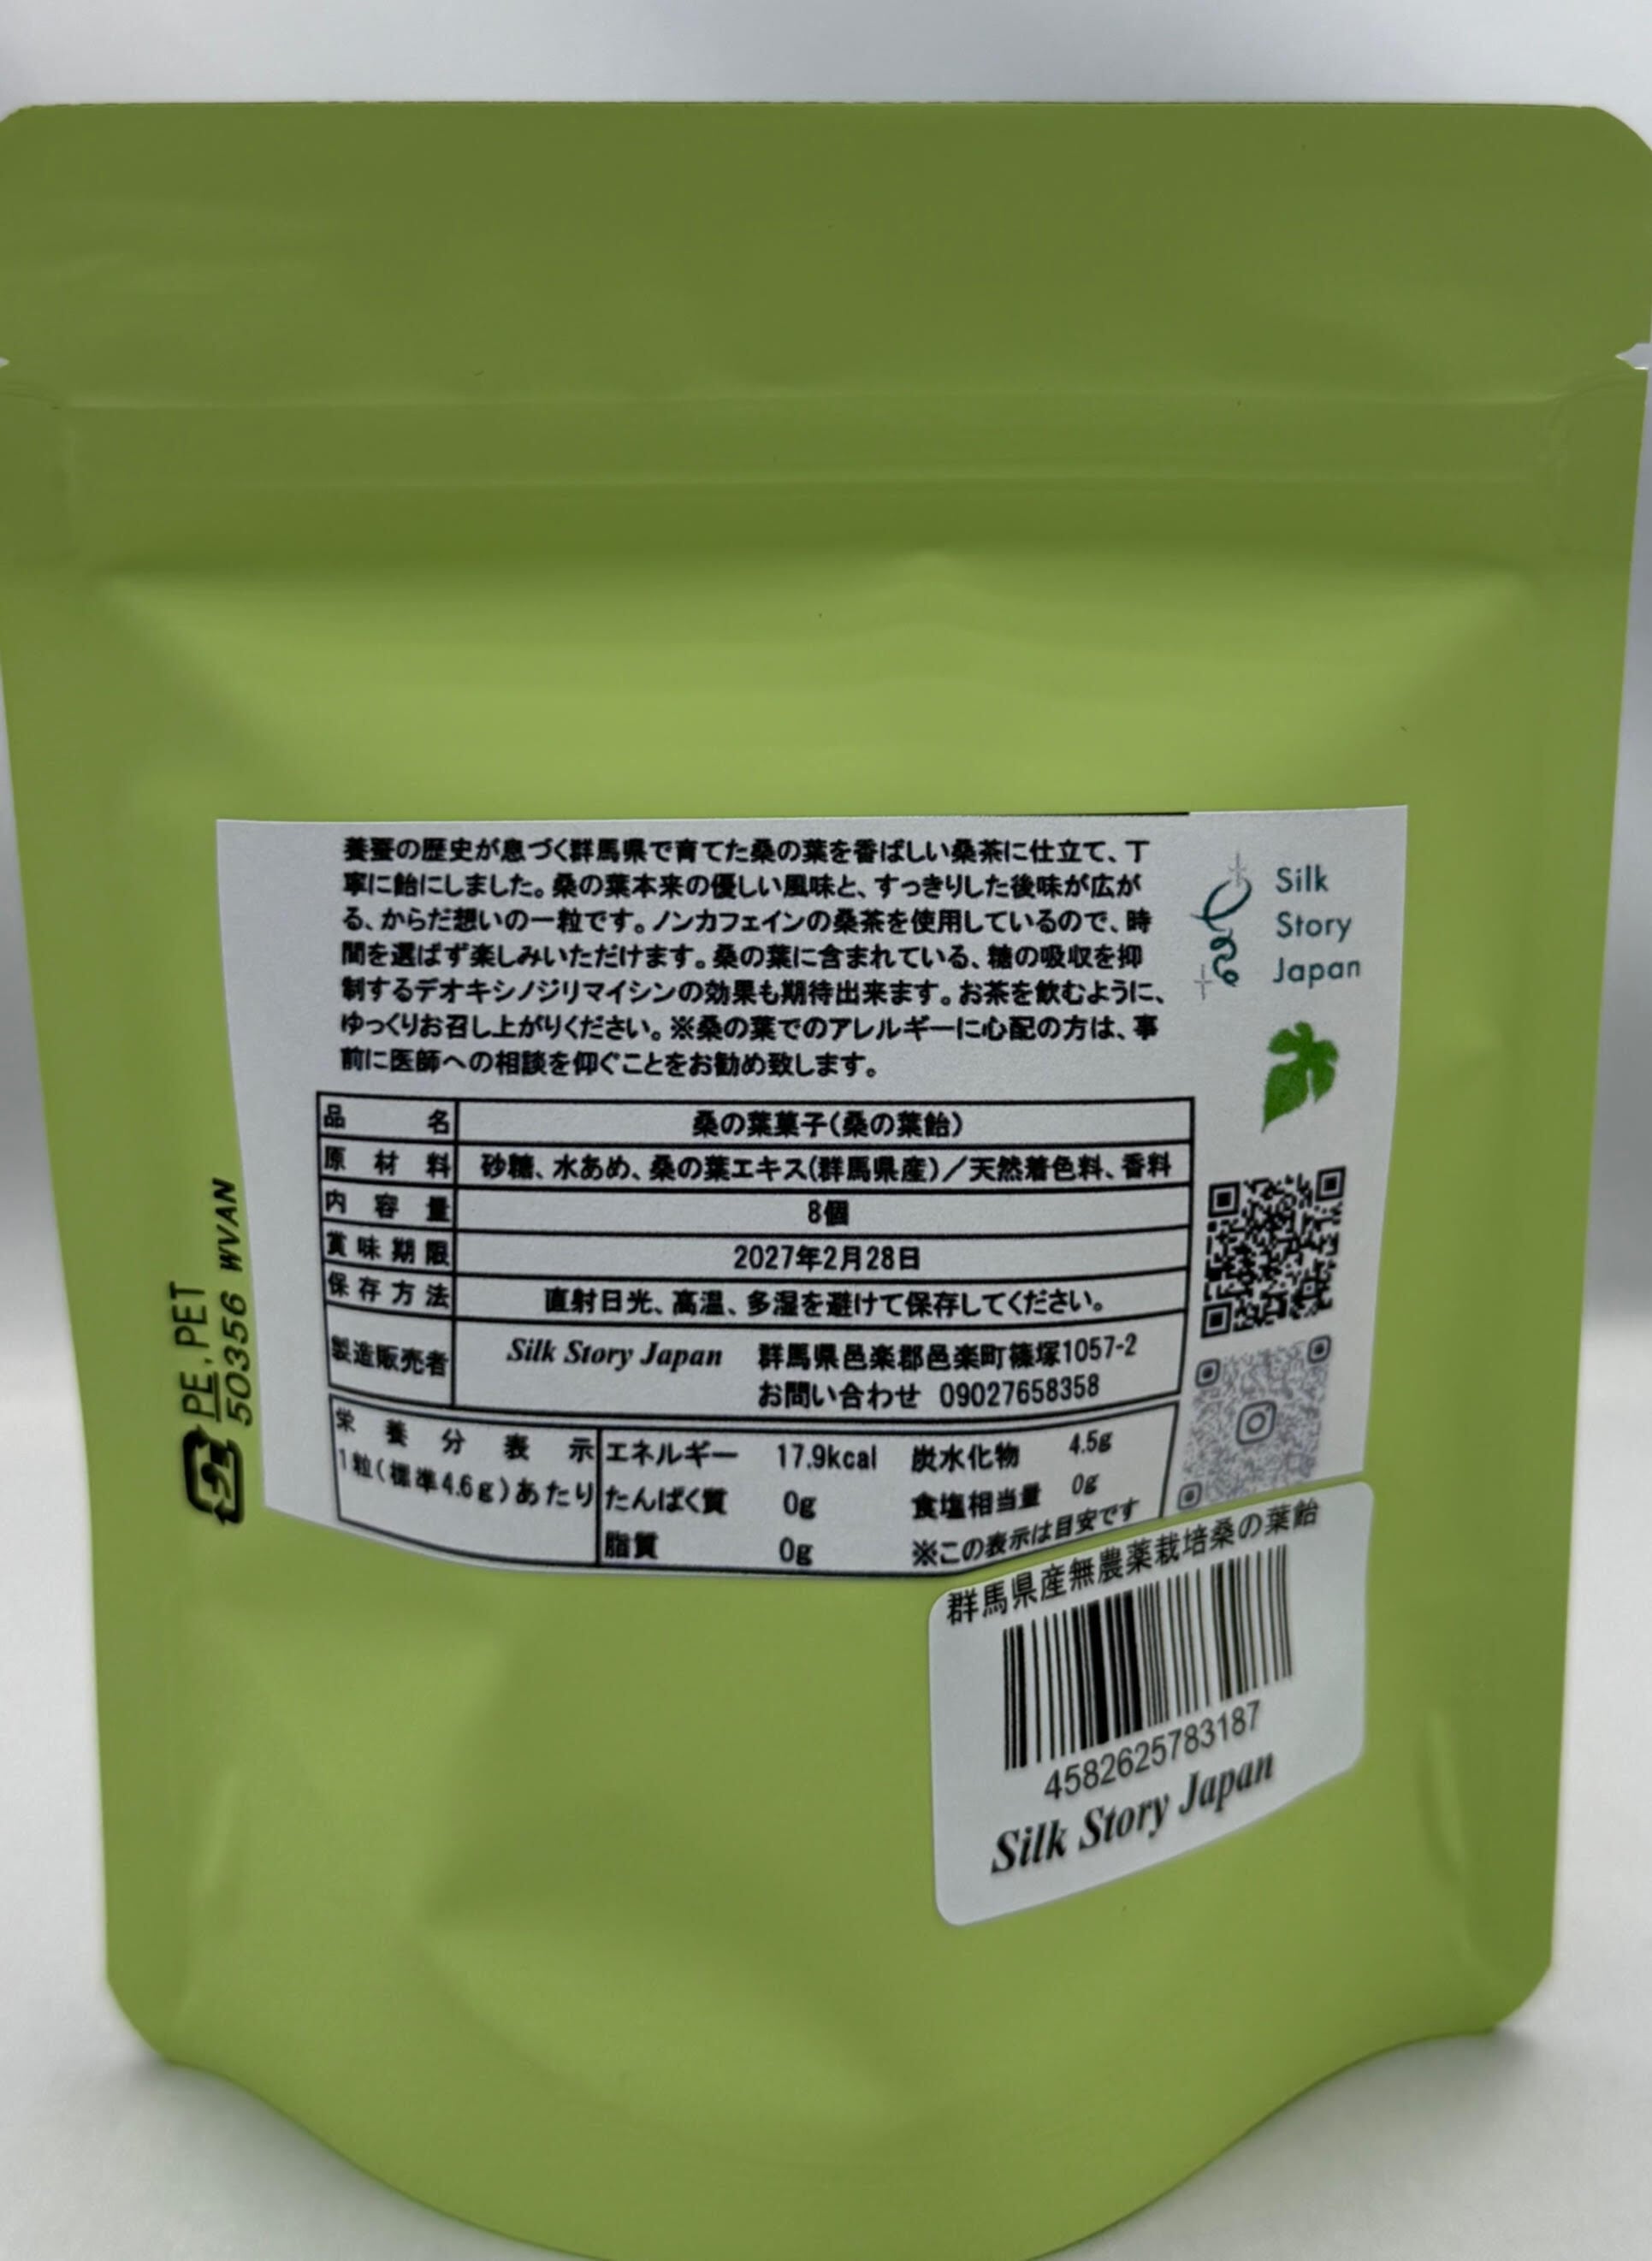 養蚕の歴史が息づく群馬県で育てた桑の葉を香ばしい桑茶に仕立て、丁
寧に飴にしました。桑の葉本来の優しい風味と、すっきりした後味が広が
る、からだ想いの一粒です。ノンカフェインの桑茶を使用しているので、時
間を選ばず楽しみいただけます。桑の葉に含まれている、糖の吸収を抑
制するデオキシノジリマイシンの効果も期待出来ます。お茶を飲むように、
ゆっくりお召し上がりください。※桑の葉でのアレルギーに心配の方は、事
前に医師への相談を仰ぐことをお勧め致します。
Silk
Story
Japan
品名 桑の葉菓子(桑の葉飴)
原材料 砂糖、水あめ、桑の葉エキス(群馬県産)／天然着色料、香料
内容量 8個
賞味期限 2027年2月28日
保存方法 直射日光、高温、多湿を避けて保存してください。
製造販売者 Silk Story Japan 群馬県邑楽郡邑楽町篠塚1057-2
お問い合わせ 09027658358
栄養分表示 エネルギー 17.9kcal 炭水化物 4.5g
1粒(標準4.6g)あたり たんぱく質 0g 食塩相当量 0g
脂質 0g ※この表示は目安です
PE,PET
503356 WVAN
群馬県産無農薬栽培桑の葉飴
4582625783187
Silk Story Japan